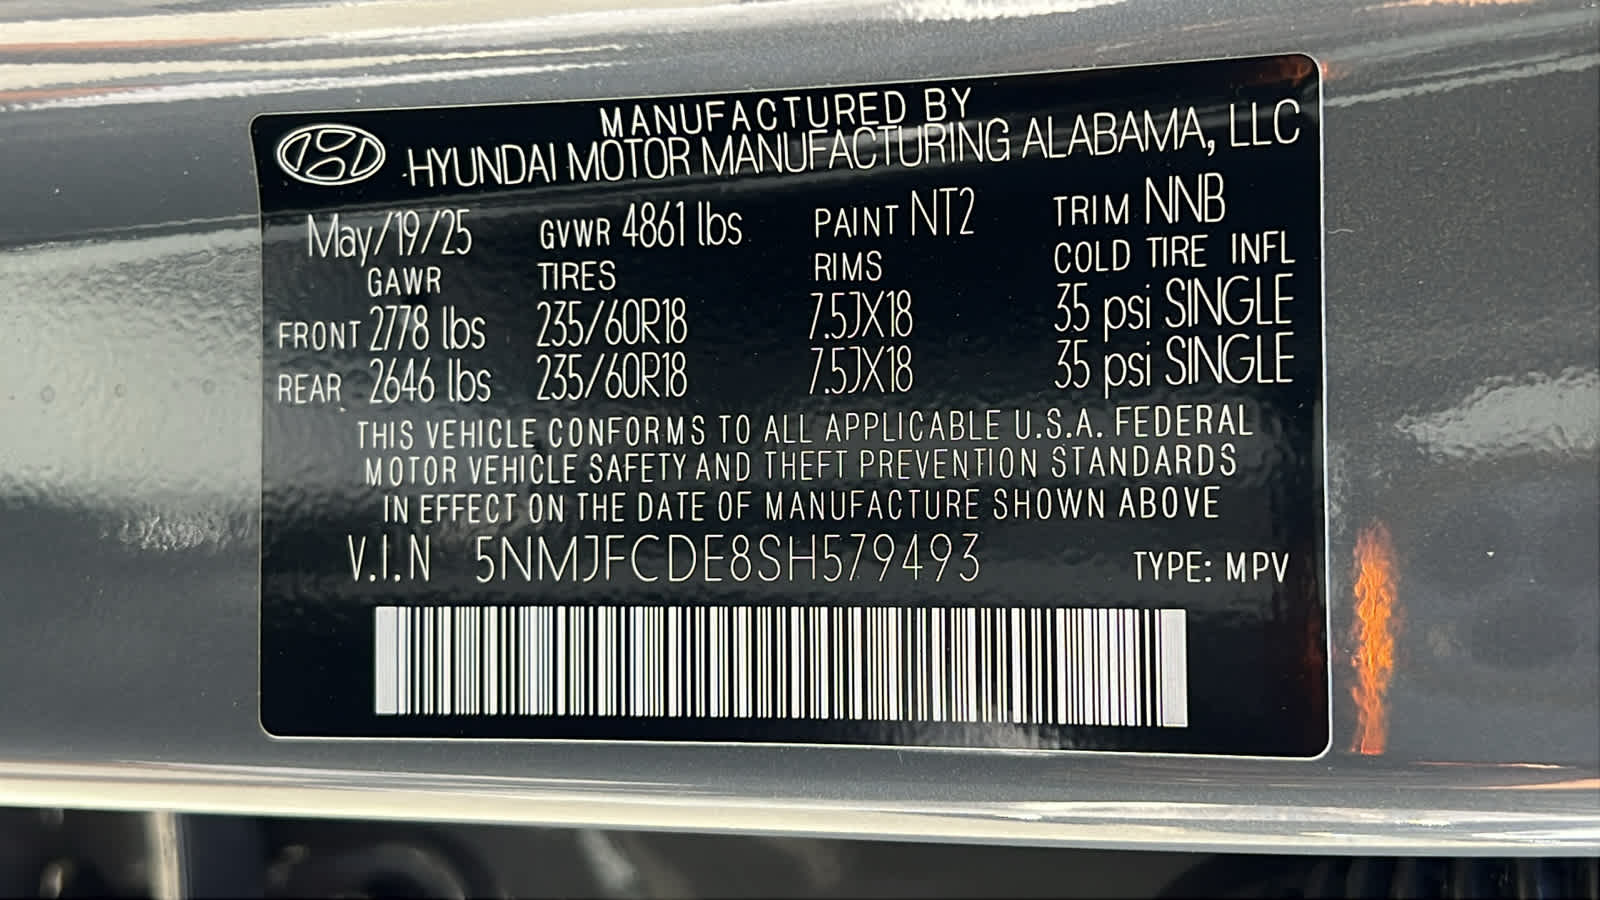 MANUFACTURED BY
HYUNDAI MOTOR MANUFACTURING ALABAMA, LLC
May/19/25 GVWR 4861 lbs PAINT NT2 TRIM NNB
GAWR TIRES RIMS COLD TIRE INFL
FRONT 2778 lbs 235/60R18 7.5JX18 35 psi SINGLE
REAR 2646 lbs 235/60R18 7.5JX18 35 psi SINGLE
THIS VEHICLE CONFORMS TO ALL APPLICABLE U.S.A. FEDERAL
MOTOR VEHICLE SAFETY AND THEFT PREVENTION STANDARDS
IN EFFECT ON THE DATE OF MANUFACTURE SHOWN ABOVE
V.I.N 5NMJFCDE8SH579493 TYPE: MPV